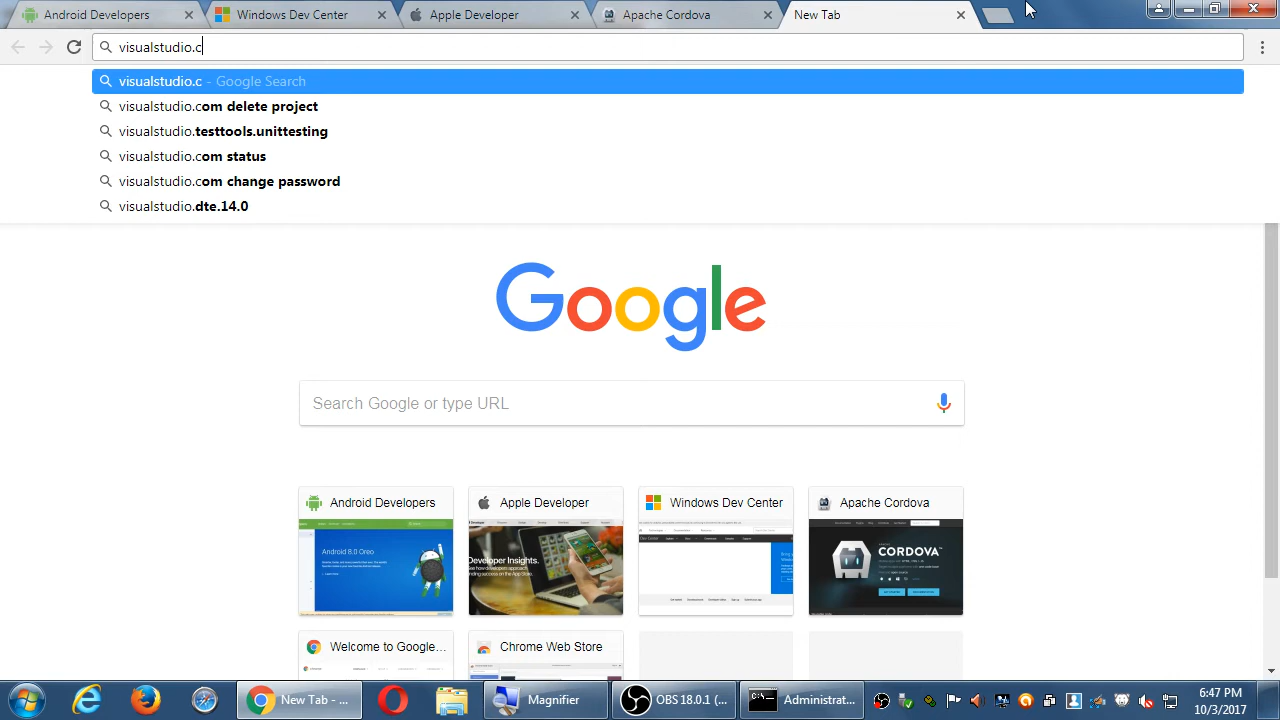 Android Developers
Windows Dev Center
Apple Developer
Apache Cordova
New Tab
visualstudio.c
visualstudio.c - Google Search
visualstudio.com delete project
visualstudio.testtools.unittesting
visualstudio.com status
visualstudio.com change password
visualstudio.dte.14.0
Google
Search Google or type URL
Android Developers
Apple Developer
Windows Dev Center
Apache Cordova
Android 8.0 Oreo
Developer Insights.
CORDOVA
Welcome to Google...
Chrome Web Store
New Tab - ...
Magnifier
OBS 18.0.1 (...
Administrat...
6:47 PM
10/3/2017